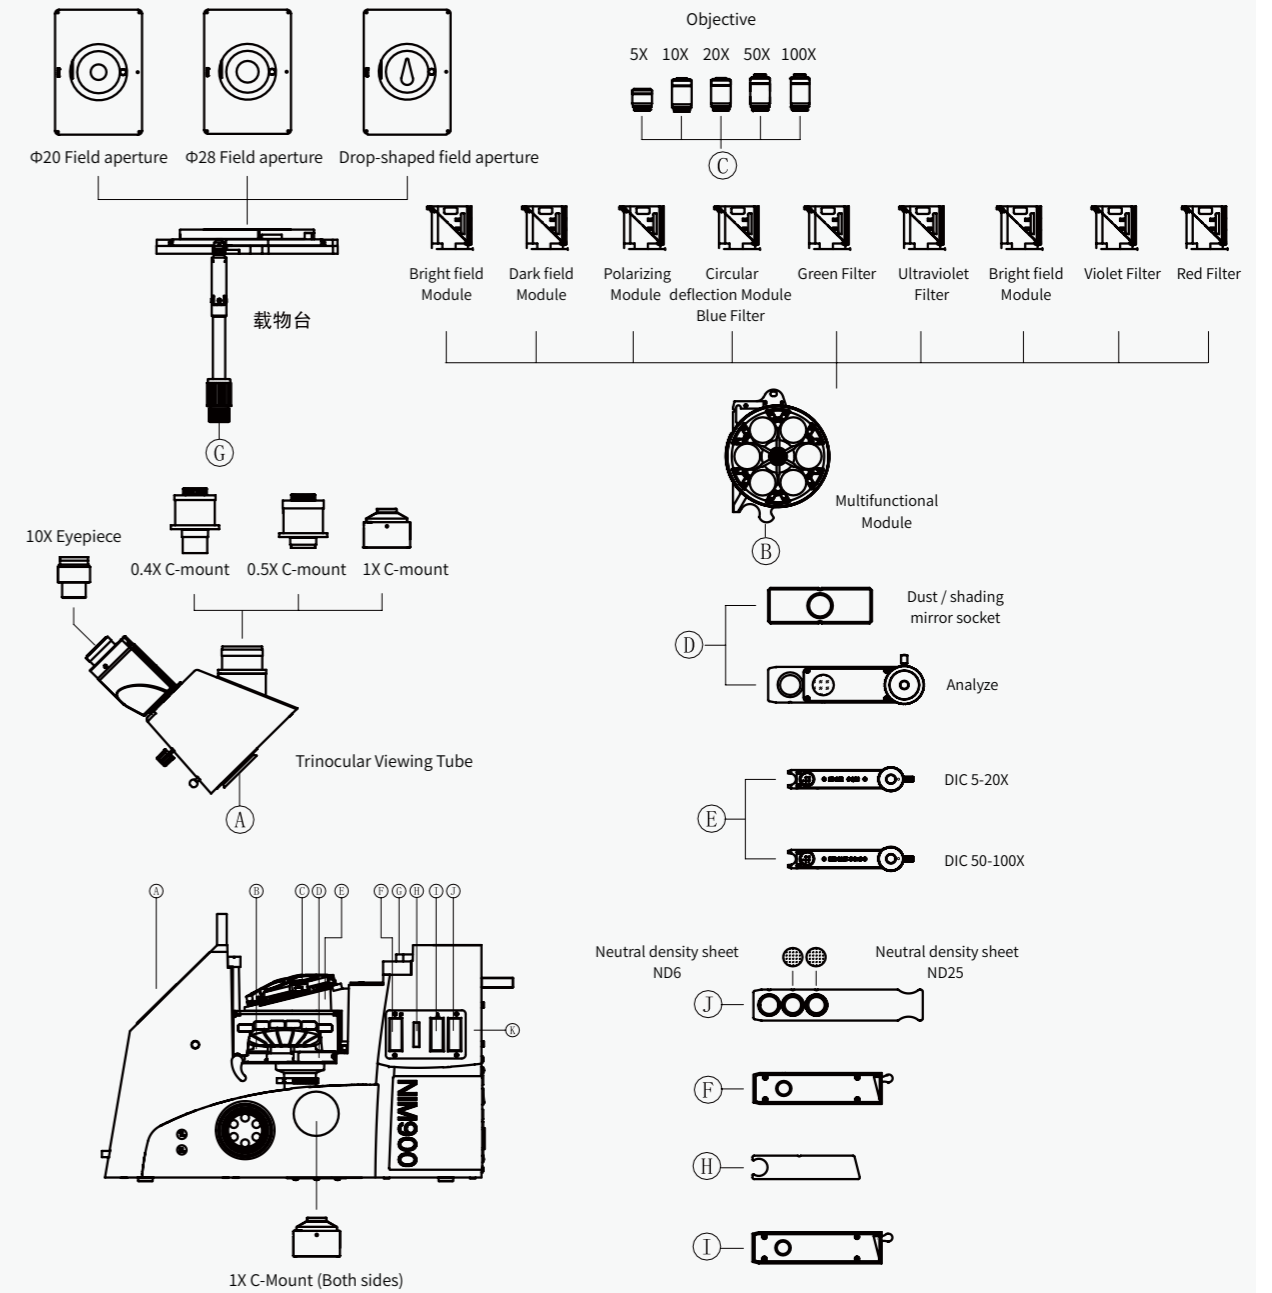 Objective
5X 10X 20X 50X 100X
C
Φ20 Field aperture Φ28 Field aperture Drop-shaped field aperture
载物台
G
Bright field
Module
Dark field
Module
Polarizing
Module
Circular
deflection Module
Blue Filter
Green Filter
Ultraviolet
Filter
Bright field
Module
Violet Filter
Red Filter
Multifunctional
Module
B
10X Eyepiece
0.4X C-mount 0.5X C-mount 1X C-mount
Trinocular Viewing Tube
A
D
Dust / shading
mirror socket
Analyze
E
DIC 5-20X
DIC 50-100X
A B C D E F G H I J
K
NIM900
1X C-Mount (Both sides)
Neutral density sheet
ND6
Neutral density sheet
ND25
J
F
H
I